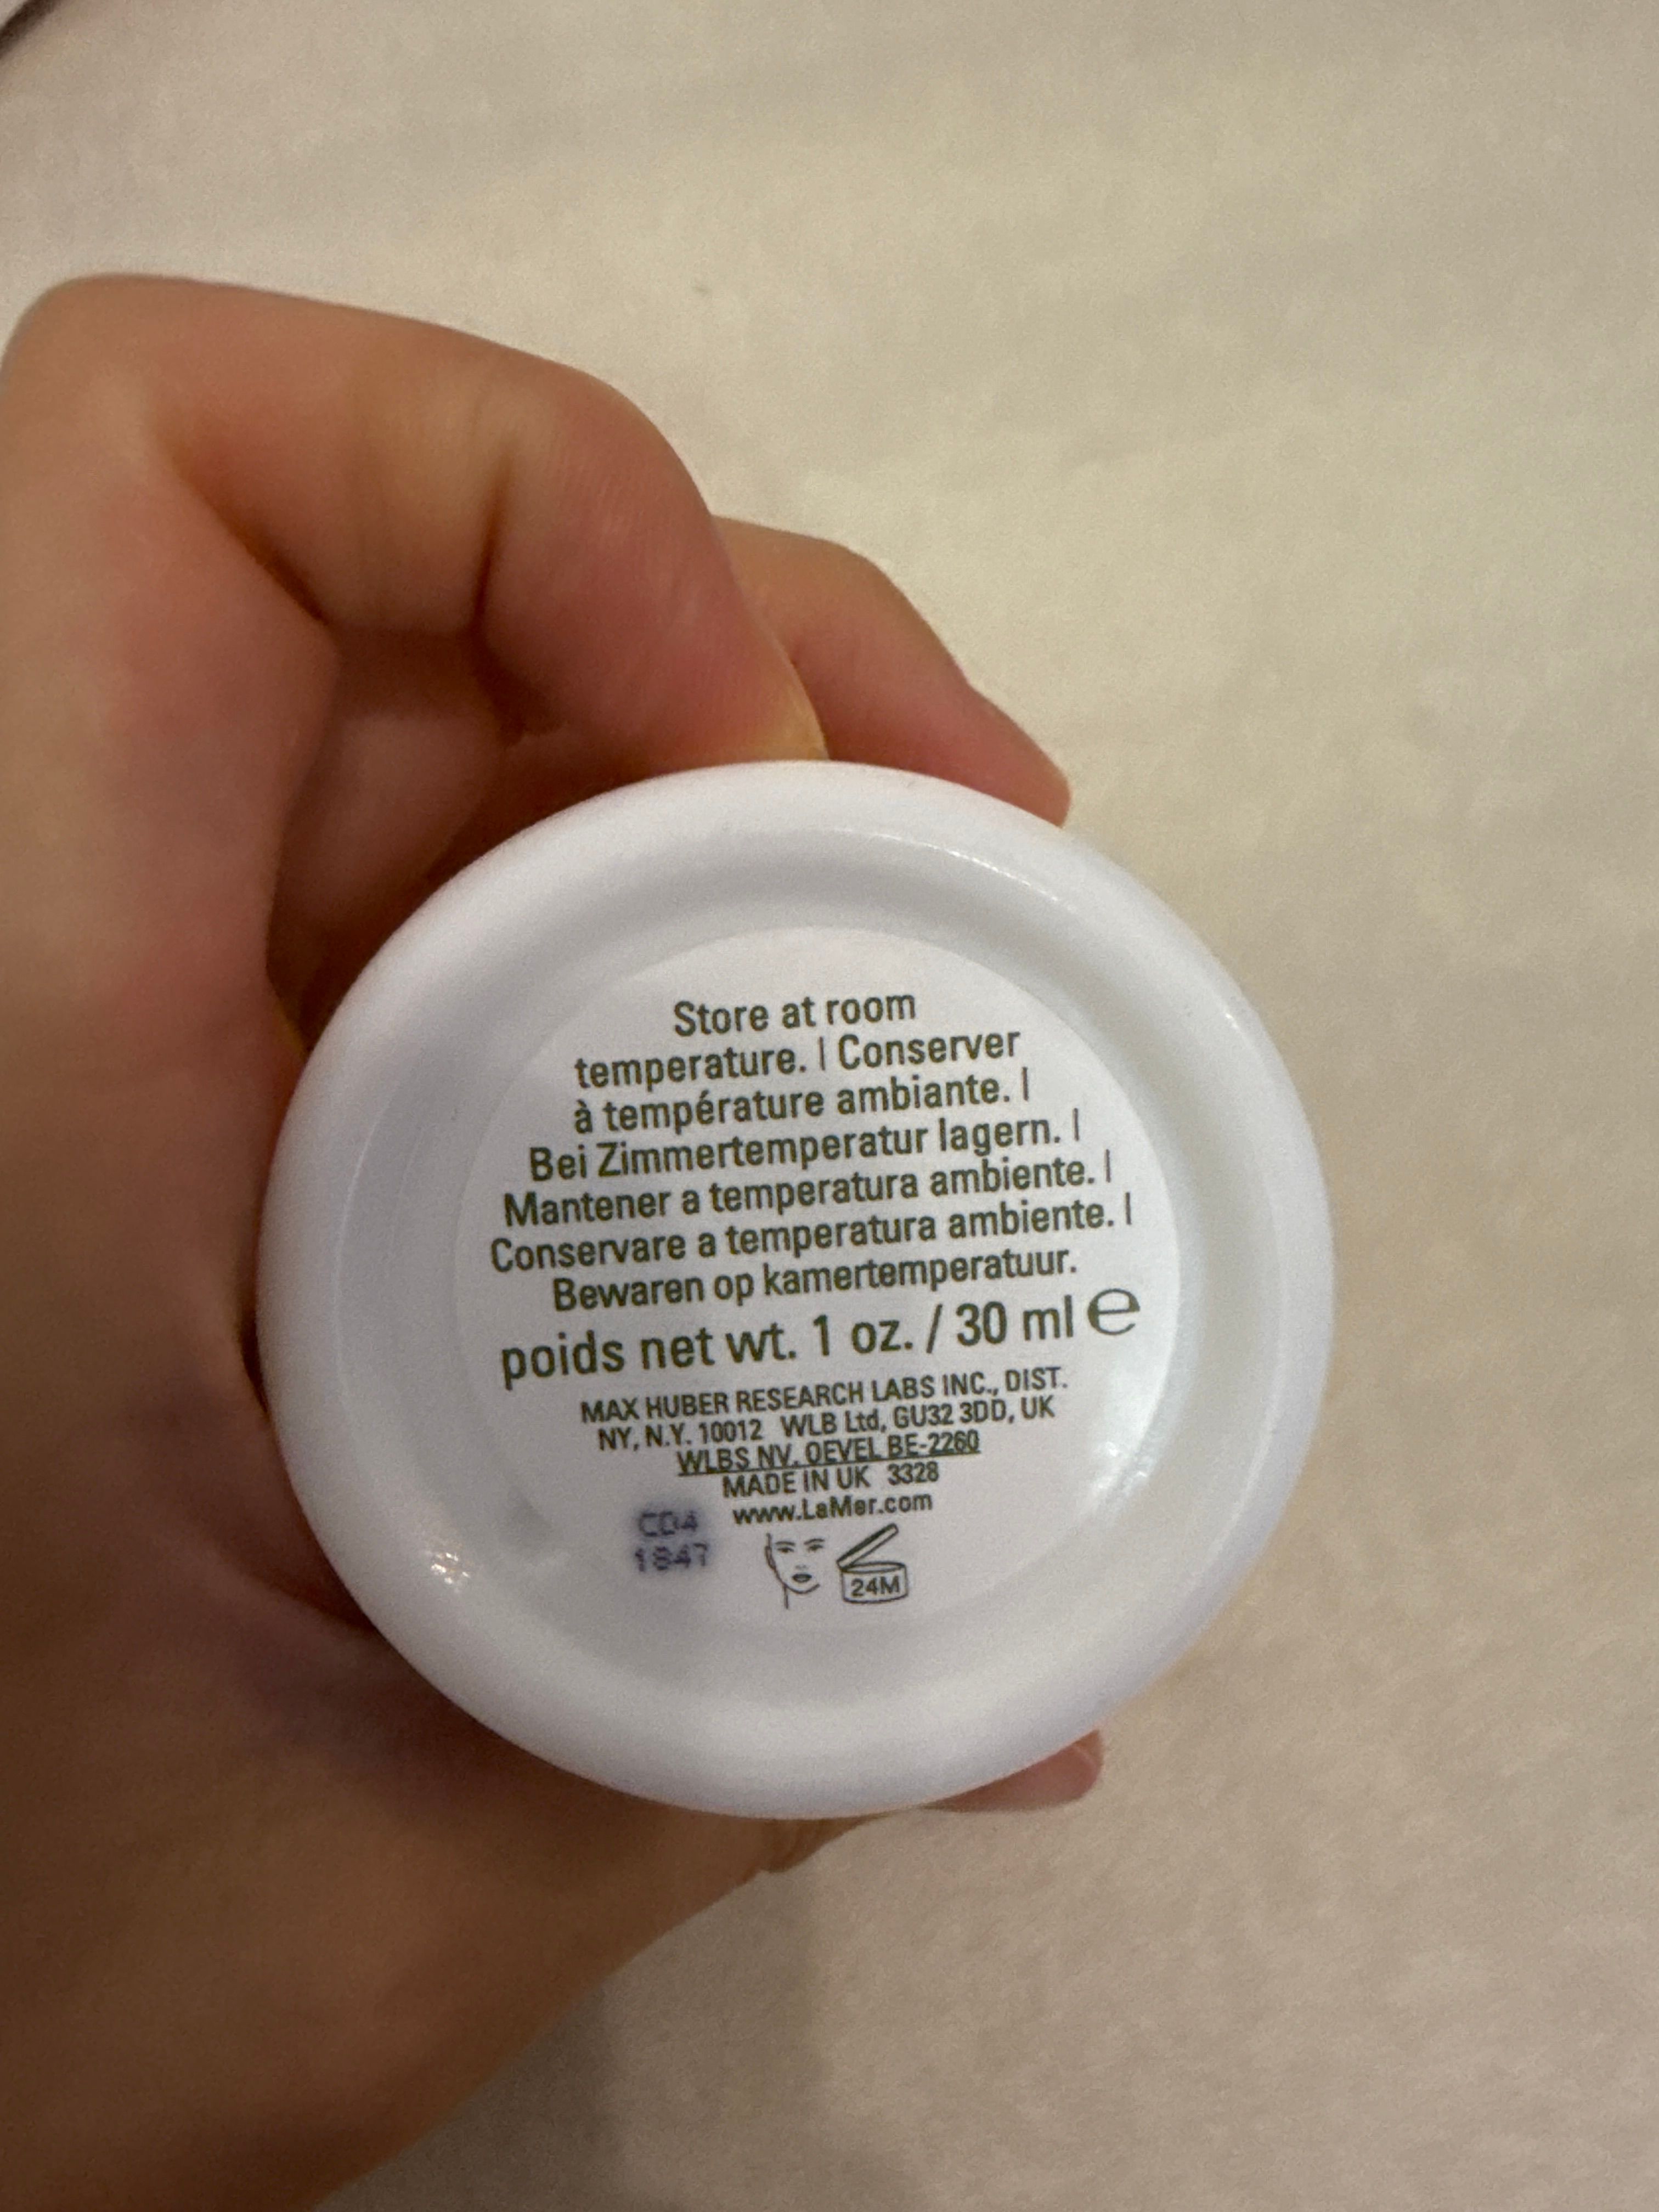 Store at room
temperature. | Conserver
à température ambiante. |
Bei Zimmertemperatur lagern. |
Mantener a temperatura ambiente. |
Conservare a temperatura ambiente. |
Bewaren op kamertemperatuur.
poids net wt. 1 oz. / 30 ml ℮
MAX HUBER RESEARCH LABS INC., DIST.
NY, N.Y. 10012 WLB Ltd, GU32 3DD, UK
WLBS NV, OEVEL BE-2260
MADE IN UK 3328
www.LaMer.com
CD4
1847
24M